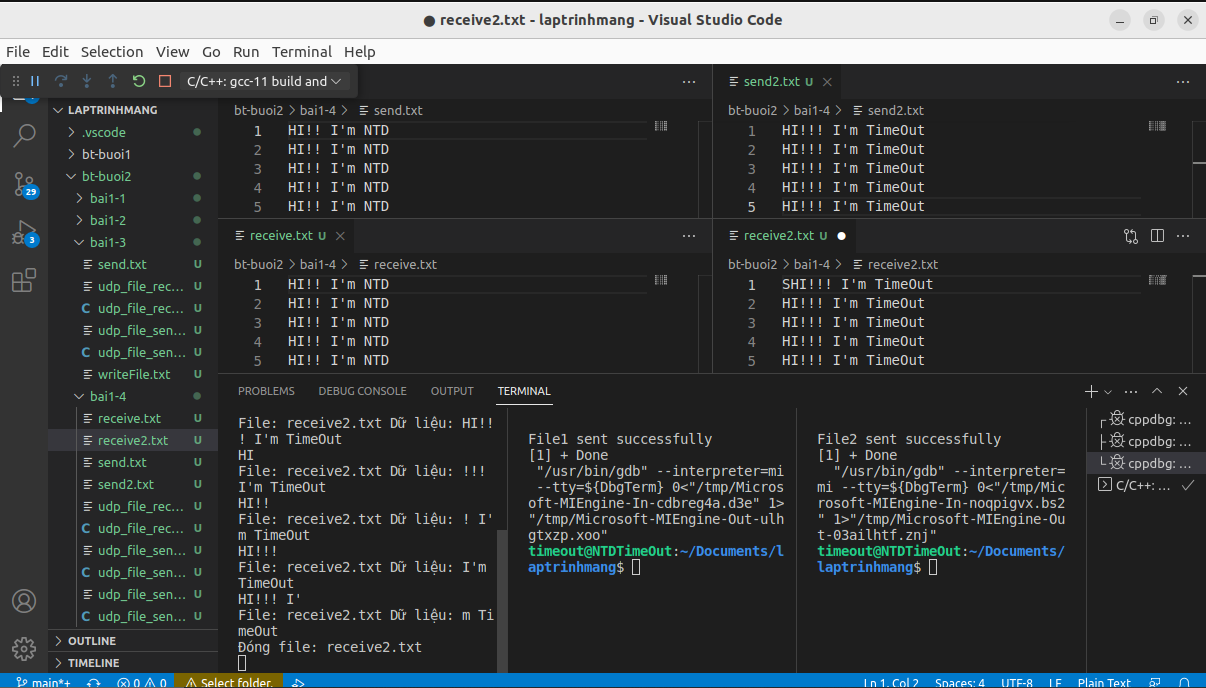 ● receive2.txt - laptrinhmang - Visual Studio Code
File Edit Selection View Go Run Terminal Help
C/C++: gcc-11 build and
LAPTRINHMANG
.vscode
bt-buoi1
bt-buoi2
bai1-1
bai1-2
bai1-3
send.txt U
udp_file_rec... U
C udp_file_rec... U
udp_file_sen... U
C udp_file_sen... U
writeFile.txt U
bai1-4
receive.txt U
receive2.txt U
send.txt U
send2.txt U
udp_file_rec... U
C udp_file_rec... U
udp_file_sen... U
C udp_file_sen... U
udp_file_sen... U
C udp_file_sen... U
OUTLINE
TIMELINE
29
3
bt-buoi2 > bai1-4 > send.txt
1 HI!! I'm NTD
2 HI!! I'm NTD
3 HI!! I'm NTD
4 HI!! I'm NTD
5 HI!! I'm NTD
send2.txt U
bt-buoi2 > bai1-4 > send2.txt
1 HI!!! I'm TimeOut
2 HI!!! I'm TimeOut
3 HI!!! I'm TimeOut
4 HI!!! I'm TimeOut
5 HI!!! I'm TimeOut
receive.txt U
bt-buoi2 > bai1-4 > receive.txt
1 HI!! I'm NTD
2 HI!! I'm NTD
3 HI!! I'm NTD
4 HI!! I'm NTD
5 HI!! I'm NTD
receive2.txt U ●
bt-buoi2 > bai1-4 > receive2.txt
1 SHI!!! I'm TimeOut
2 HI!!! I'm TimeOut
3 HI!!! I'm TimeOut
4 HI!!! I'm TimeOut
5 HI!!! I'm TimeOut
PROBLEMS DEBUG CONSOLE OUTPUT TERMINAL
File: receive2.txt Dữ liệu: HI!!
! I'm TimeOut
HI
File: receive2.txt Dữ liệu: !!!
I'm TimeOut
HI!!
File: receive2.txt Dữ liệu: ! I'
m TimeOut
HI!!!
File: receive2.txt Dữ liệu: I'm
TimeOut
HI!!! I'
File: receive2.txt Dữ liệu: m Ti
meOut
Đóng file: receive2.txt
File1 sent successfully
[1] + Done
"/usr/bin/gdb" --interpreter=mi
--tty=${DbgTerm} 0<"/tmp/Micros
oft-MIEngine-In-cdbreg4a.d3e" 1>
"/tmp/Microsoft-MIEngine-Out-ulh
gtxzp.xoo"
timeout@NTDTimeOut:~/Documents/l
aptrinhmang$
File2 sent successfully
[1] + Done
"/usr/bin/gdb" --interpreter=
mi --tty=${DbgTerm} 0<"/tmp/Mic
rosoft-MIEngine-In-noqpigvx.bs2
" 1>"/tmp/Microsoft-MIEngine-Ou
t-03ailhtf.znj"
timeout@NTDTimeOut:~/Documents/
laptrinhmang$
cppdbg: ...
cppdbg: ...
cppdbg: ...
C/C++: ...
main*+ 0 0 Select folder. Ln 1, Col 2 Spaces: 4 UTF-8 LF Plain Text